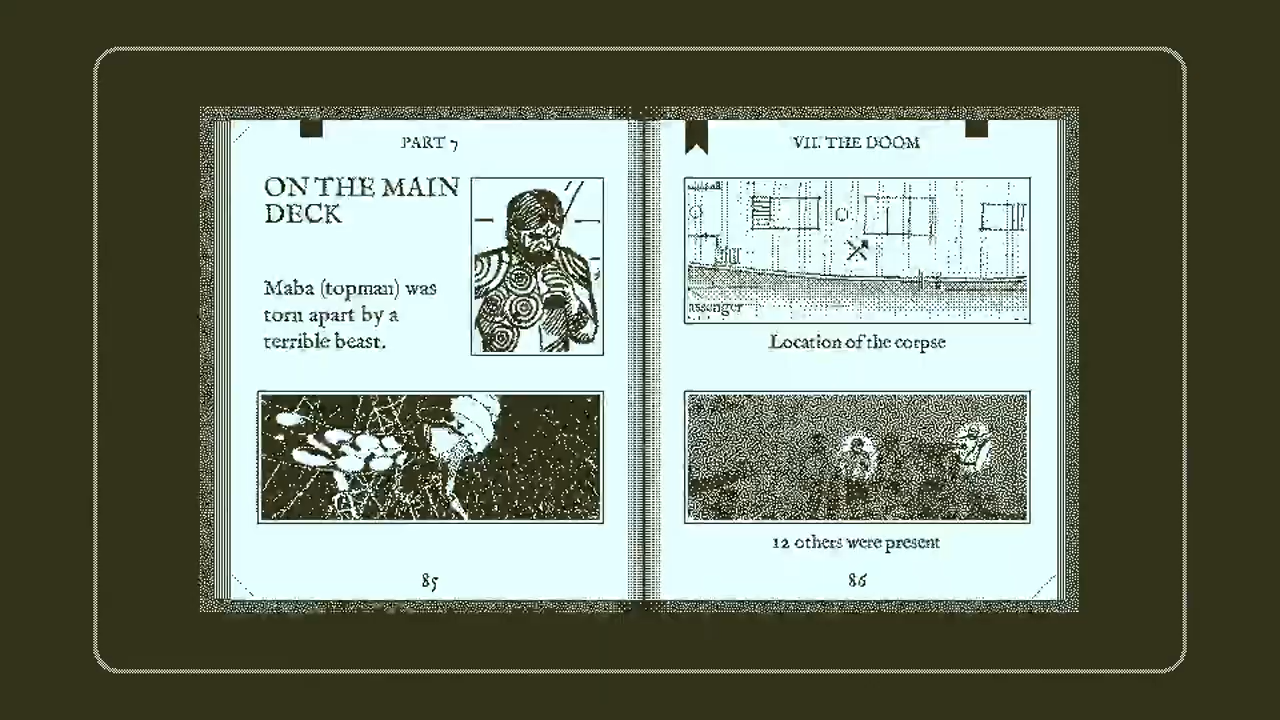 PART 7
ON THE MAIN
DECK
Maba (topman) was
torn apart by a
terrible beast.
85
VII. THE DOOM
assenger
Location of the corpse
12 others were present
86